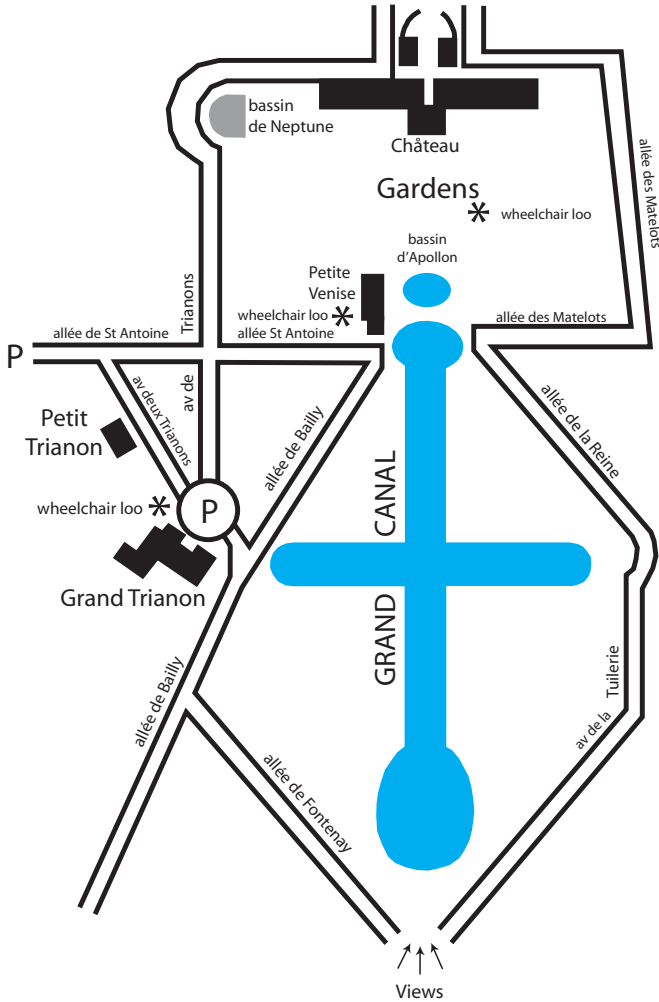 bassin
de Neptune
Château
Gardens
wheelchair loo
allée des Matelots
bassin
d'Apollon
Petite
Venise
wheelchair loo
allée St Antoine
allée des Matelots
Trianons
av de
allée de St Antoine
P
av deux Trianons
Petit
Trianon
allée de Bailly
allée de la Reine
wheelchair loo
P
Grand Trianon
GRAND CANAL
Tuilerie
av de la
allée de Bailly
allée de Fontenay
Views